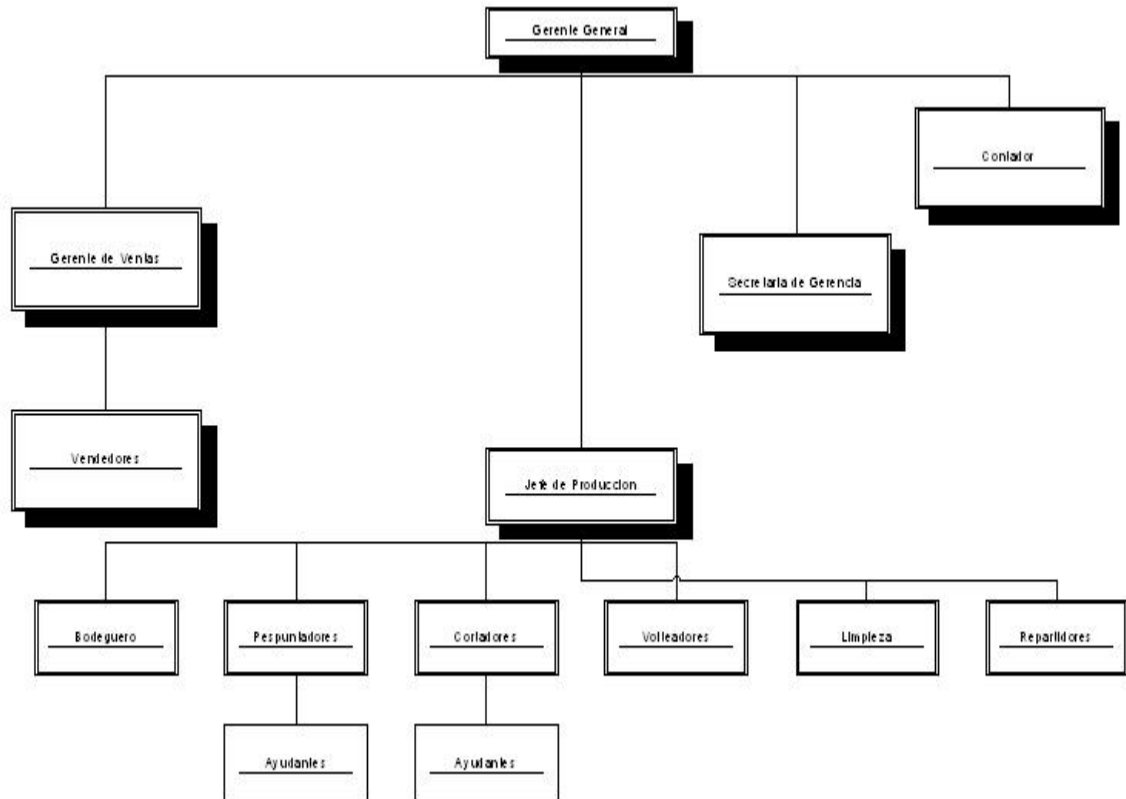 Gerente General
Contador
Gerente de Ventas
Secretaria de Gerencia
Vendedores
Jefe de Produccion
Bodeguero
Pespuntadores
Cortadores
Volteadores
Limpieza
Repartidores
Ayudantes
Ayudantes